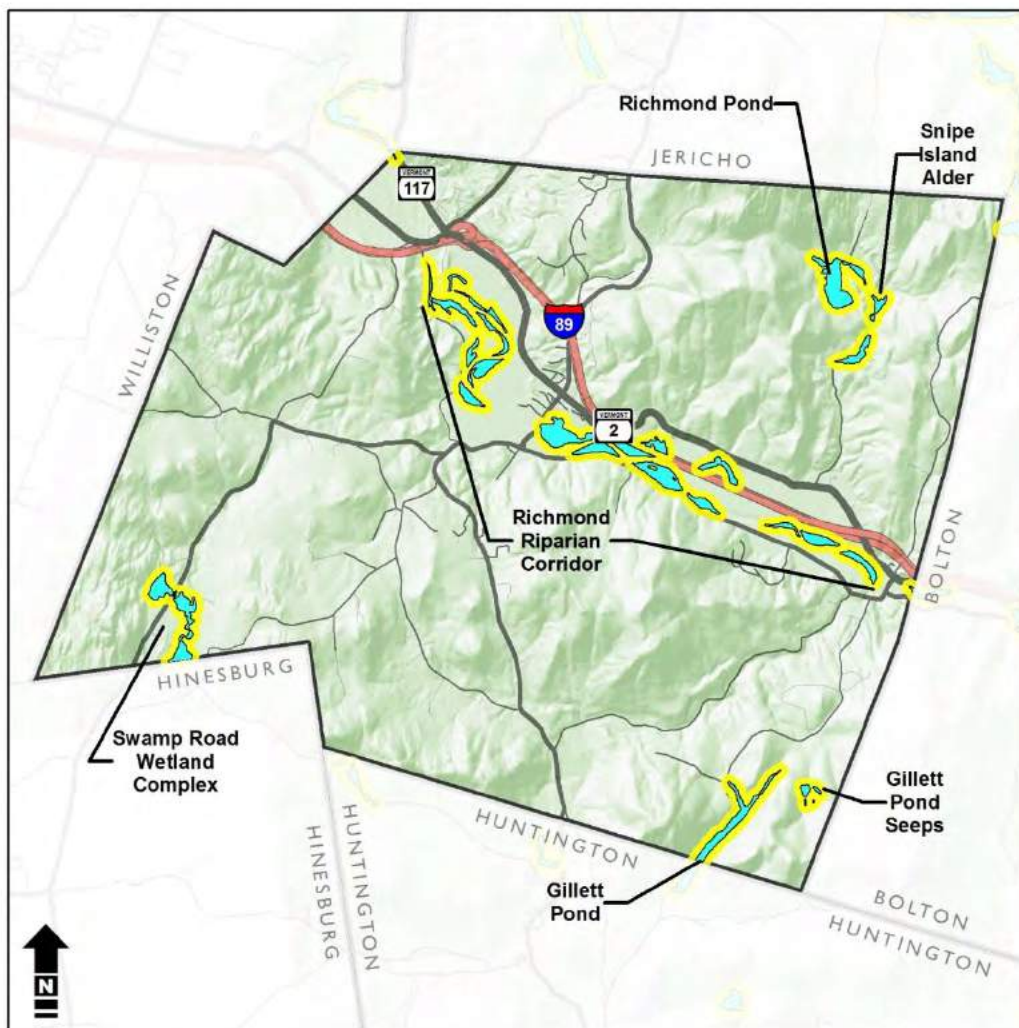 Richmond Pond
Snipe
Island
Alder
JERICHO
VERMONT
117
WILLISTON
89
VERMONT
2
Richmond
Riparian
Corridor
BOLTON
HINESBURG
Swamp Road
Wetland
Complex
Gillett
Pond
Seeps
HUNTINGTON
HUNTINGTON
HINESBURG
Gillett
Pond
BOLTON
HUNTINGTON
N